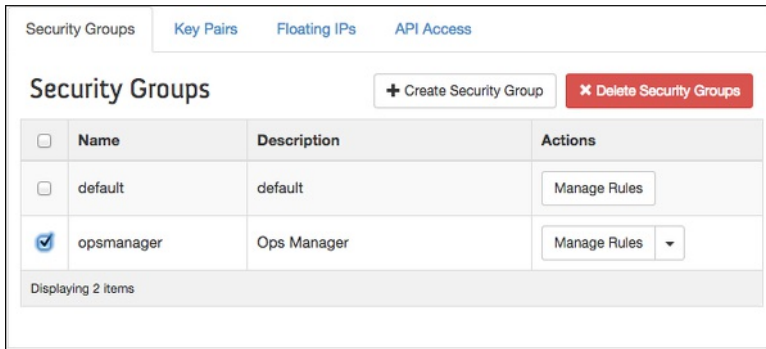 Security Groups Key Pairs Floating IPs API Access
Security Groups + Create Security Group ✖ Delete Security Groups
Name Description Actions
default default Manage Rules
opsmanager Ops Manager Manage Rules
Displaying 2 items